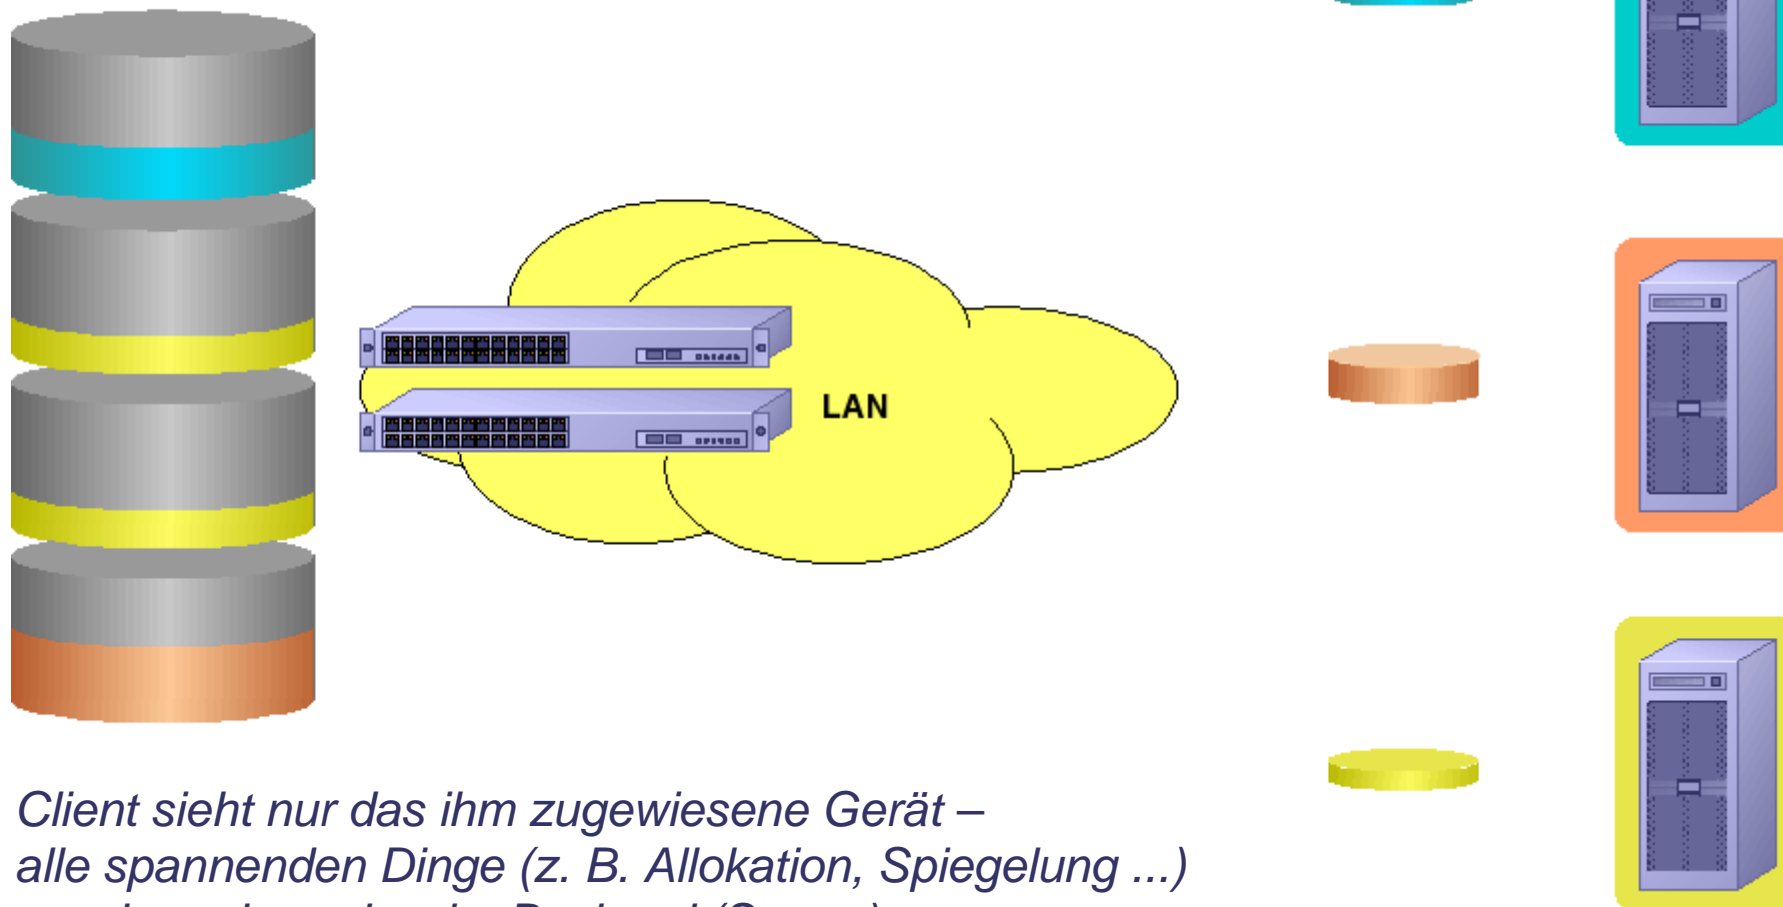 LAN
Client sieht nur das ihm zugewiesene Gerät –
alle spannenden Dinge (z. B. Allokation, Spiegelung ...)